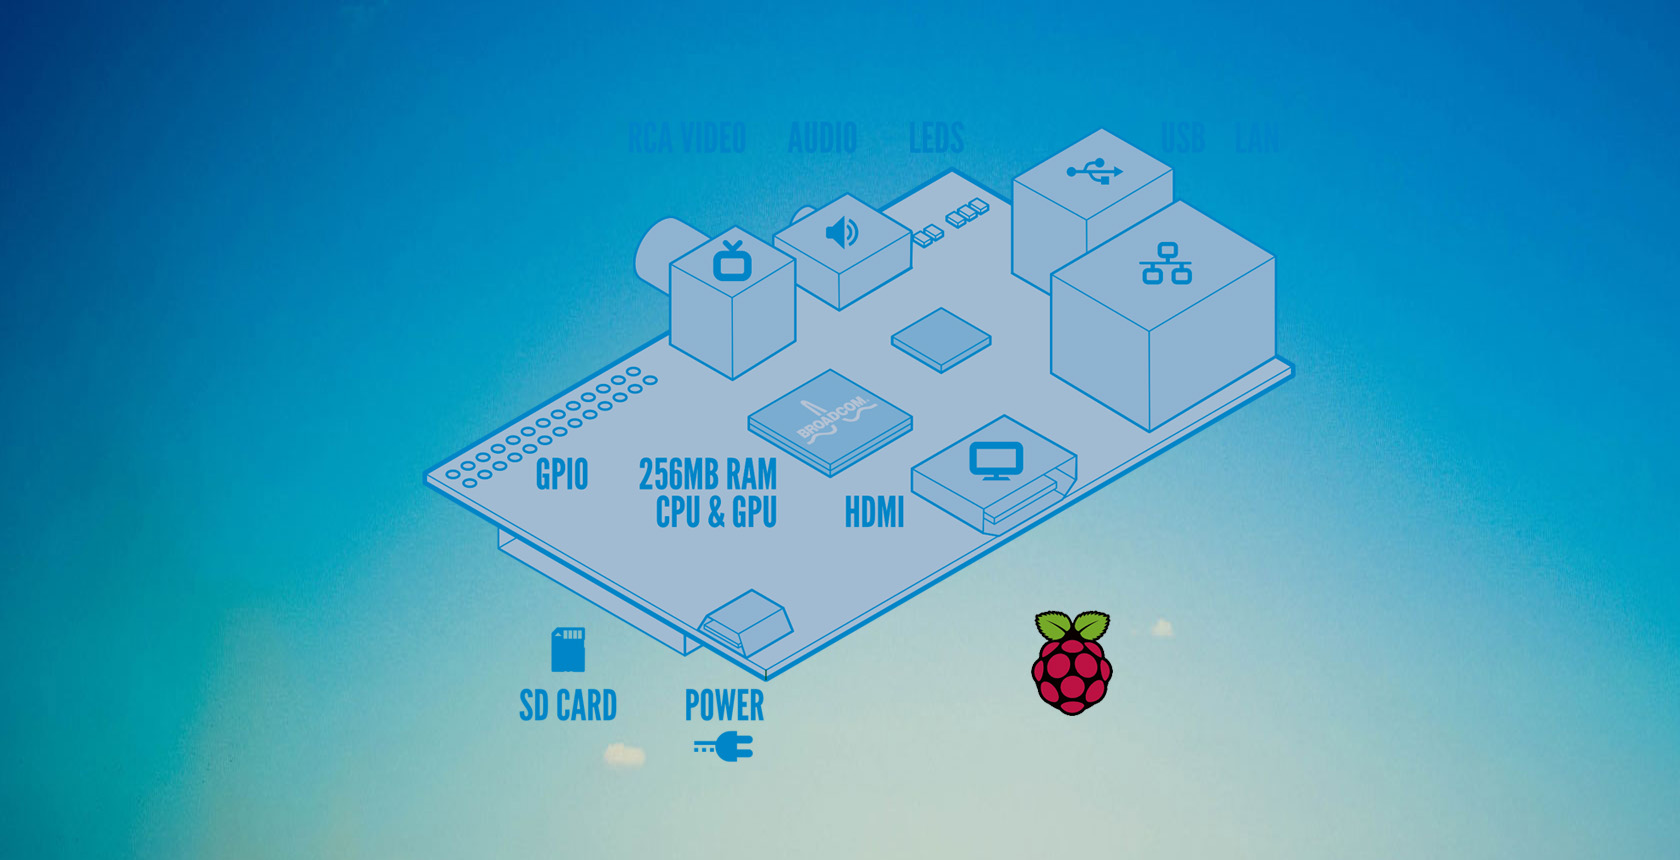 RCA VIDEO AUDIO LEDS USB LAN
BROADCOM
GPIO
256MB RAM
CPU & GPU
HDMI
SD CARD
POWER